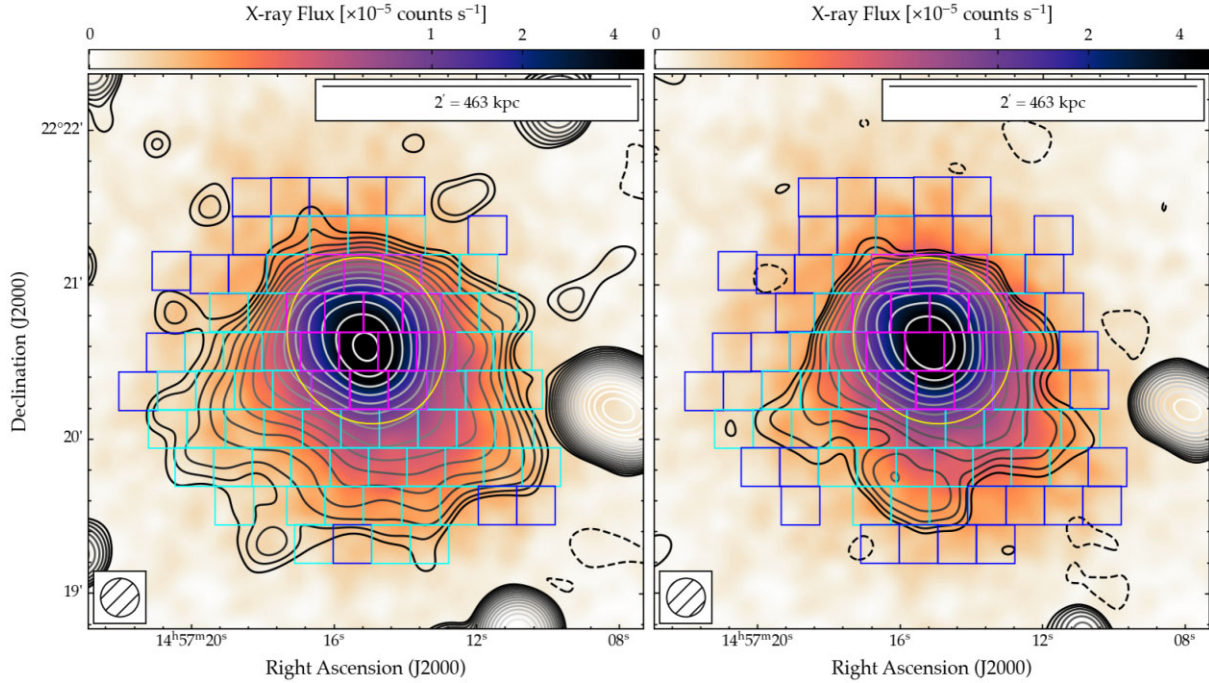 X-ray Flux [×10⁻⁵ counts s⁻¹]
0 1 2 4
2′ = 463 kpc
22°22′
21′
20′
19′
Declination (J2000)
14ʰ57ᵐ20ˢ 16ˢ 12ˢ 08ˢ
Right Ascension (J2000)
X-ray Flux [×10⁻⁵ counts s⁻¹]
0 1 2 4
2′ = 463 kpc
14ʰ57ᵐ20ˢ 16ˢ 12ˢ 08ˢ
Right Ascension (J2000)